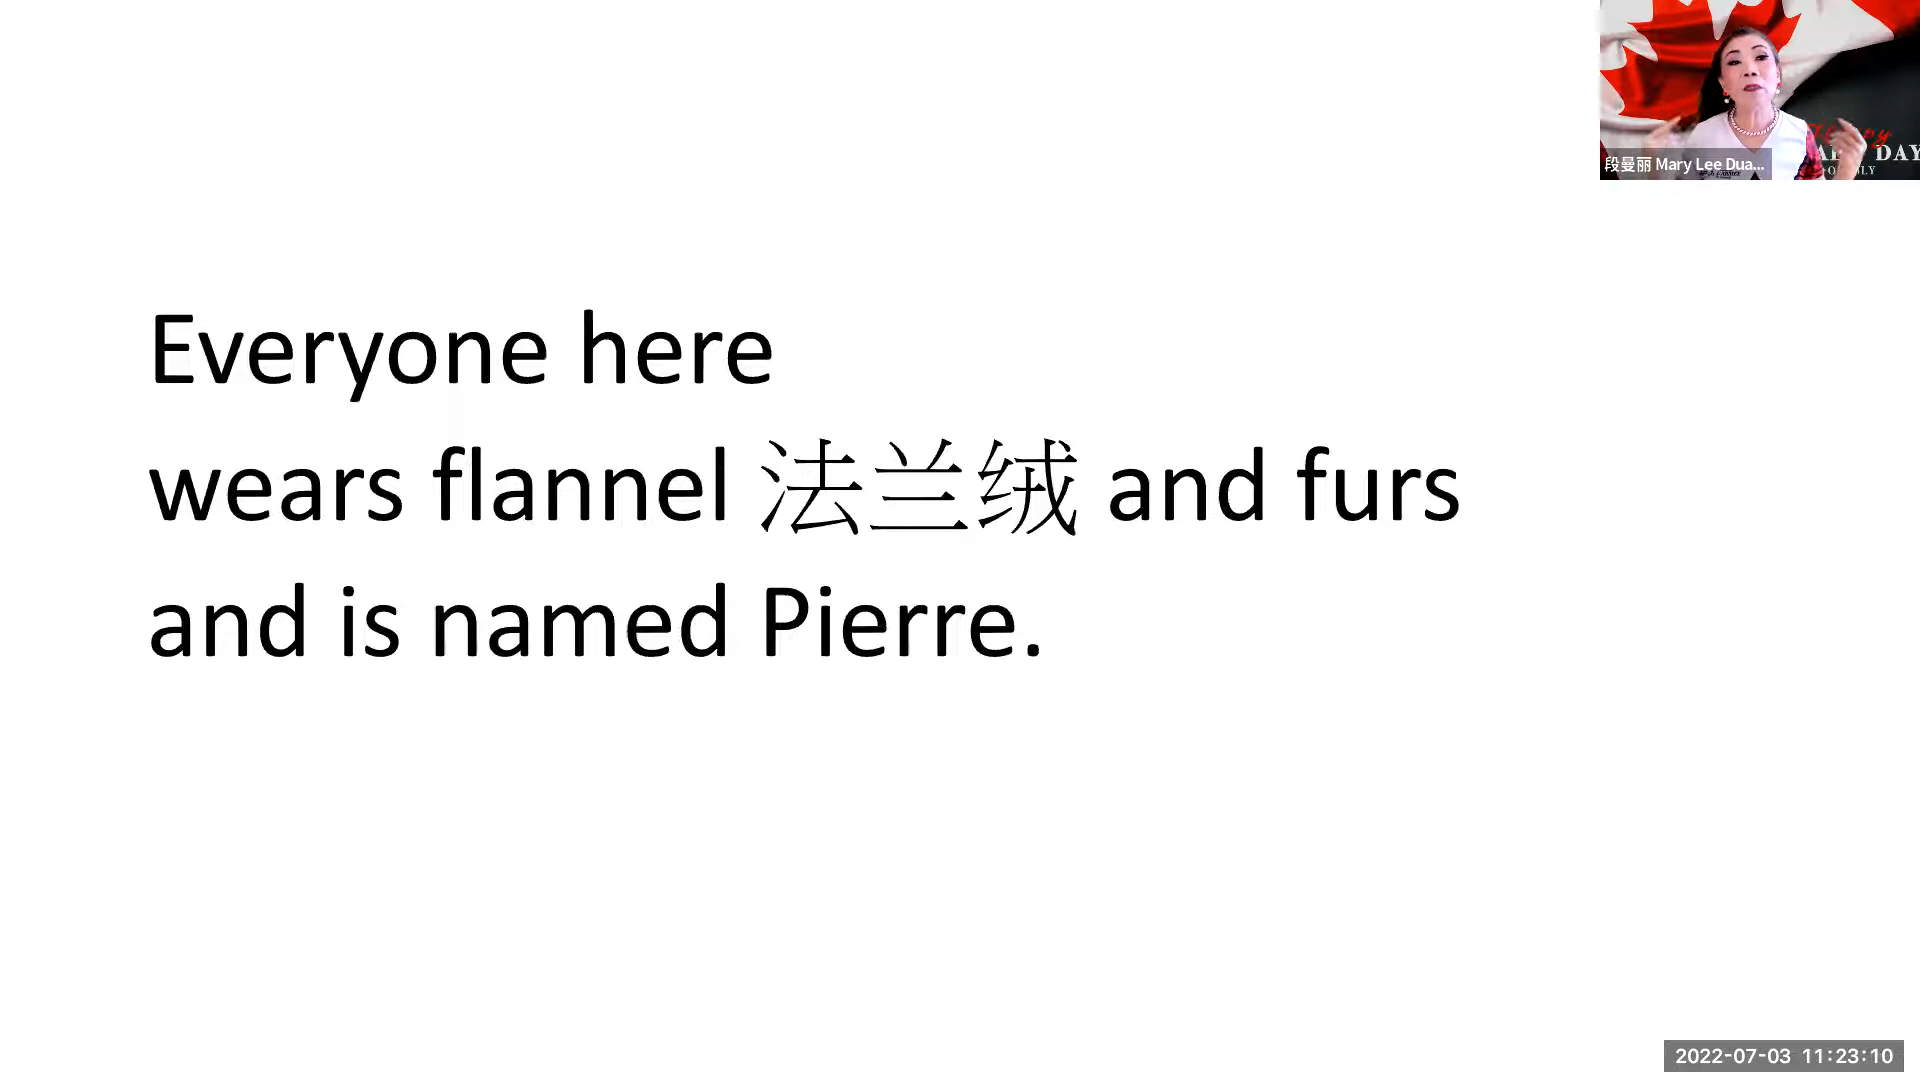 Everyone here
wears flannel 法兰绒 and furs
and is named Pierre.
段曼丽 Mary Lee Dua...
DAY
2022-07-03 11:23:10